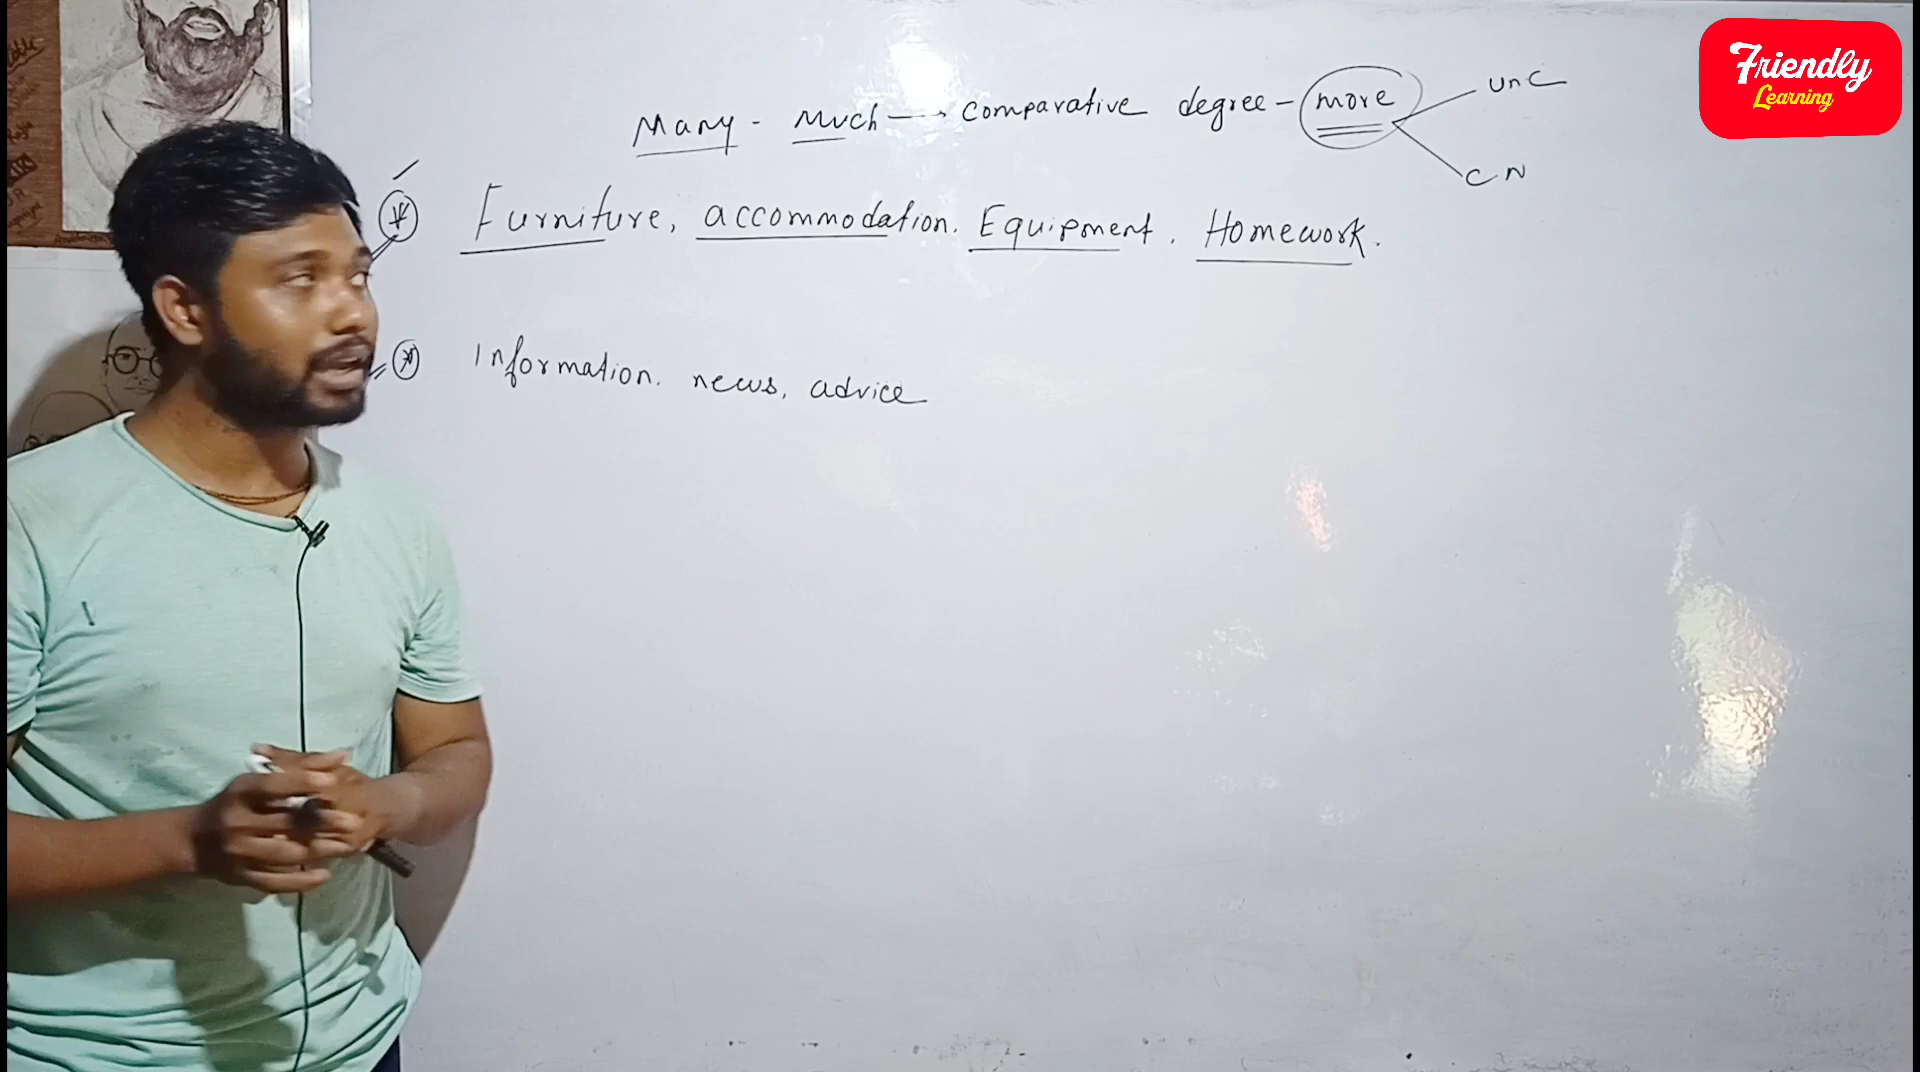 Friendly
Learning
Many - Much → comparative degree - more
UnC
CN
Furniture, accommodation. Equipment. Homework.
Information. news, advice